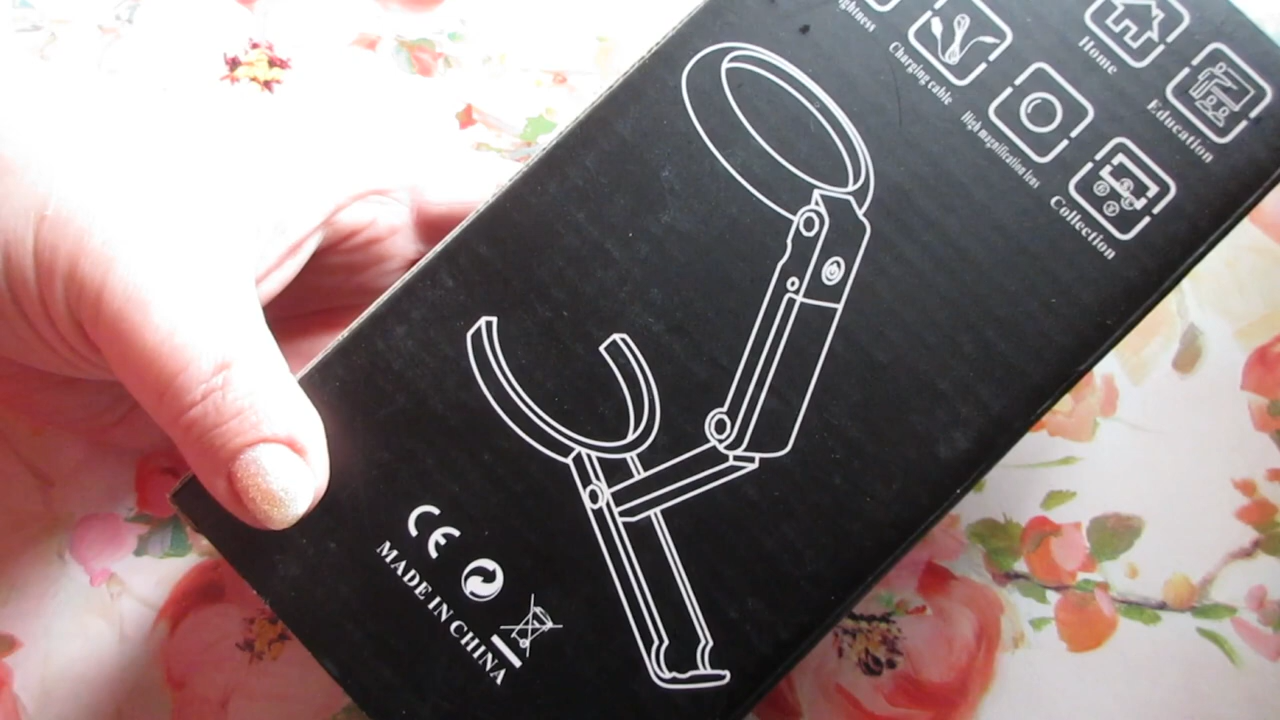 Charging cable
High magnification lens
Home
Education
Collection
CE
MADE IN CHINA